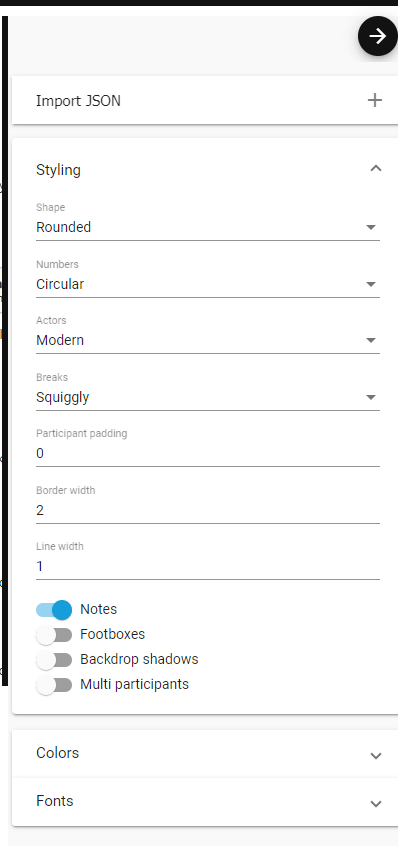 Import JSON
Styling
Shape
Rounded
Numbers
Circular
Actors
Modern
Breaks
Squiggly
Participant padding
0
Border width
2
Line width
1
Notes
Footboxes
Backdrop shadows
Multi participants
Colors
Fonts